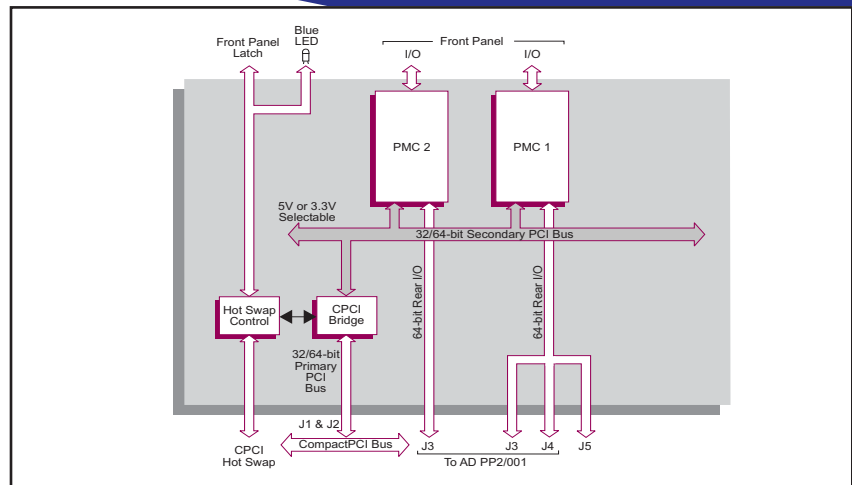 Front Panel
Latch
Blue
LED
Front Panel
I/O
I/O
PMC 2
PMC 1
5V or 3.3V
Selectable
32/64-bit Secondary PCI Bus
64-bit Rear I/O
64-bit Rear I/O
Hot Swap
Control
CPCI
Bridge
32/64-bit
Primary
PCI
Bus
J1 & J2
CompactPCI Bus
CPCI
Hot Swap
J3
J3
J4
J5
To AD PP2/001